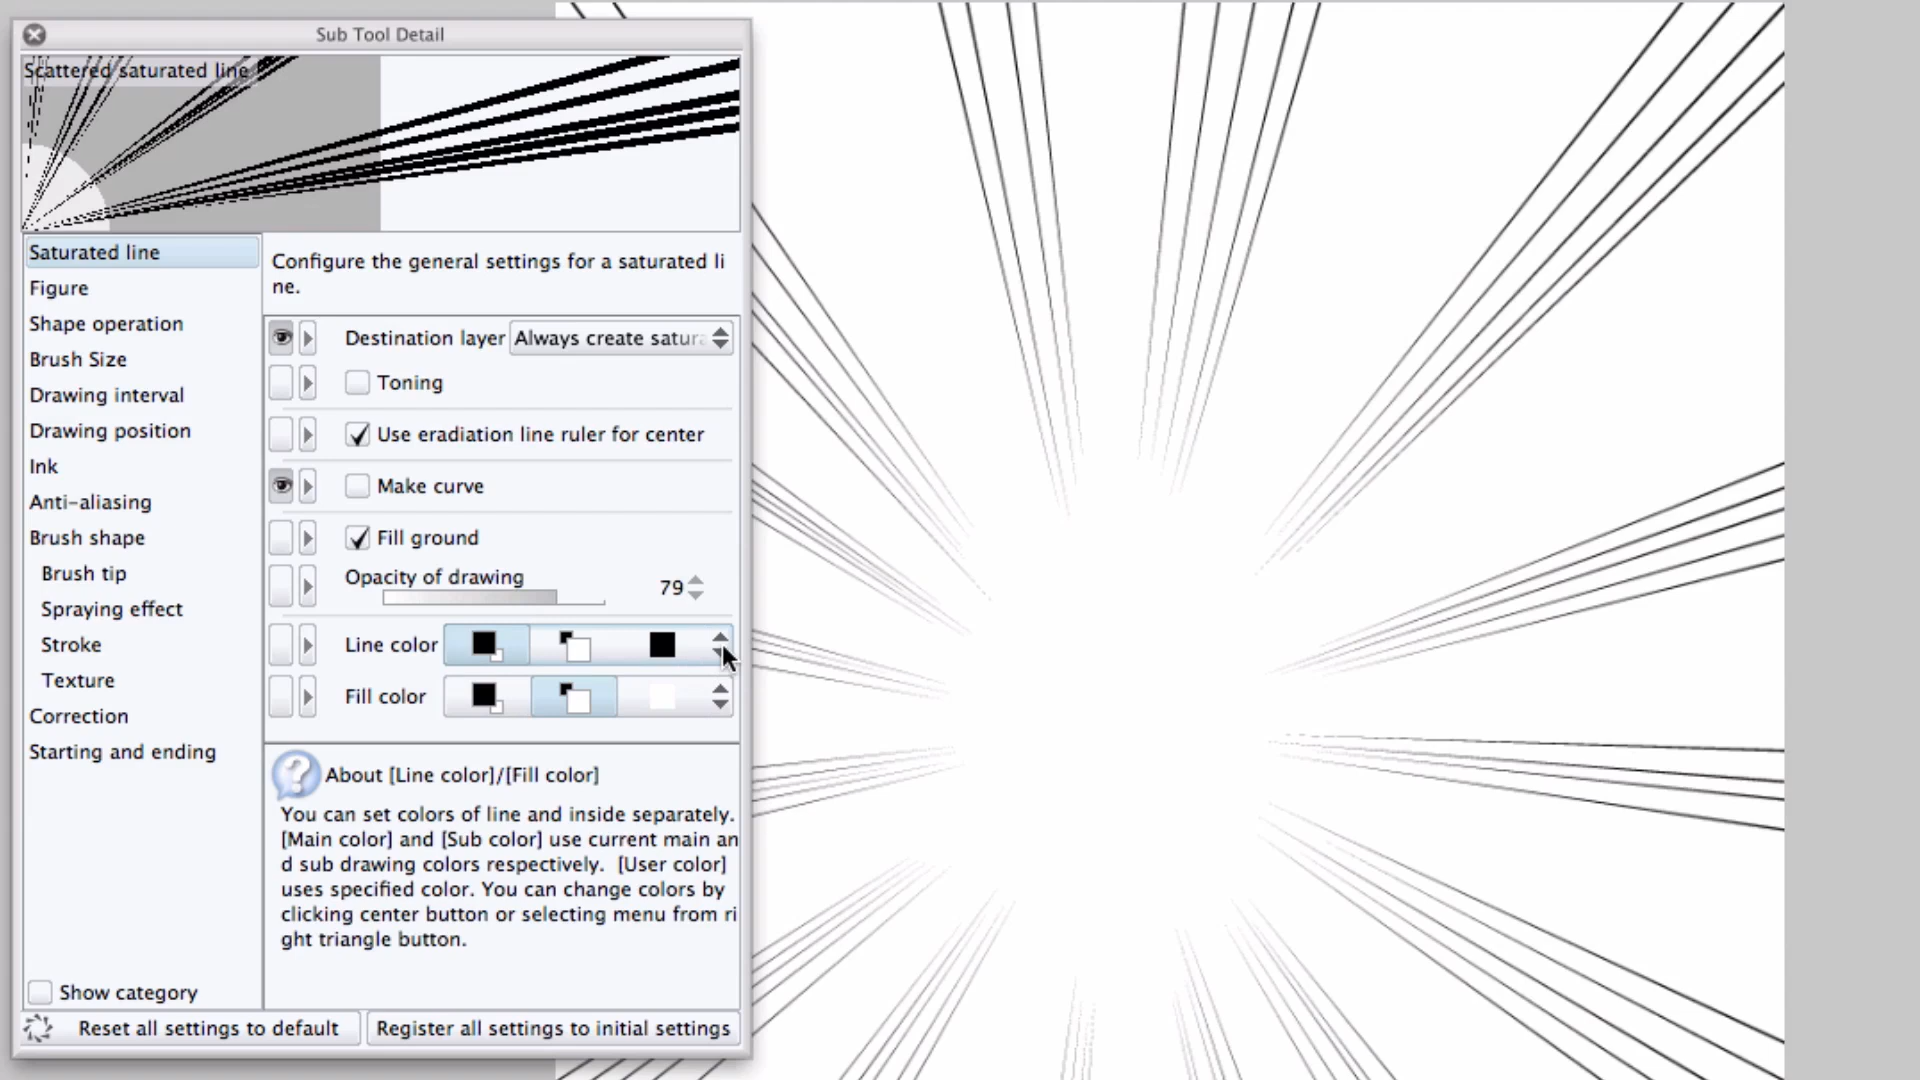 Sub Tool Detail
Scattered saturated line
Saturated line
Figure
Shape operation
Brush Size
Drawing interval
Drawing position
Ink
Anti-aliasing
Brush shape
Brush tip
Spraying effect
Stroke
Texture
Correction
Starting and ending
Show category
Configure the general settings for a saturated li
ne.
Destination layer Always create satura
Toning
Use eradiation line ruler for center
Make curve
Fill ground
Opacity of drawing 79
Line color
Fill color
About [Line color]/[Fill color]
You can set colors of line and inside separately.
[Main color] and [Sub color] use current main an
d sub drawing colors respectively. [User color]
uses specified color. You can change colors by
clicking center button or selecting menu from ri
ght triangle button.
Reset all settings to default
Register all settings to initial settings